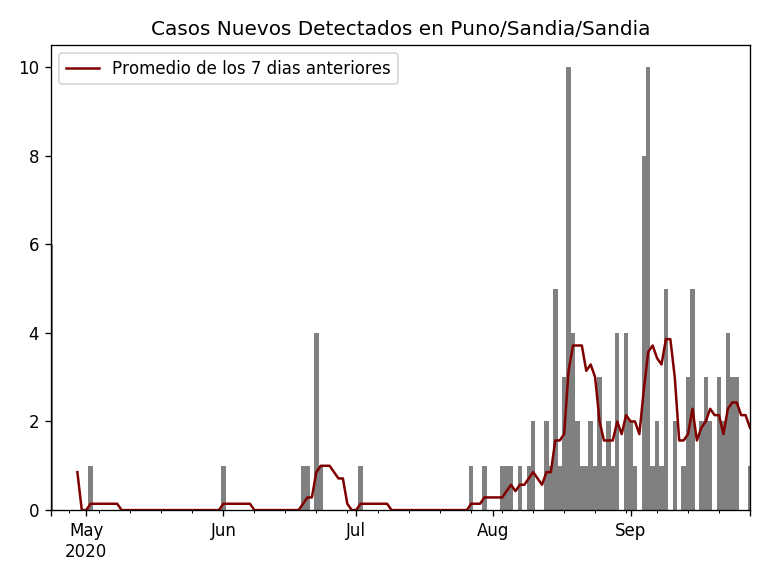 Casos Nuevos Detectados en Puno/Sandia/Sandia
Promedio de los 7 dias anteriores
10
8
6
4
2
0
May Jun Jul Aug Sep
2020